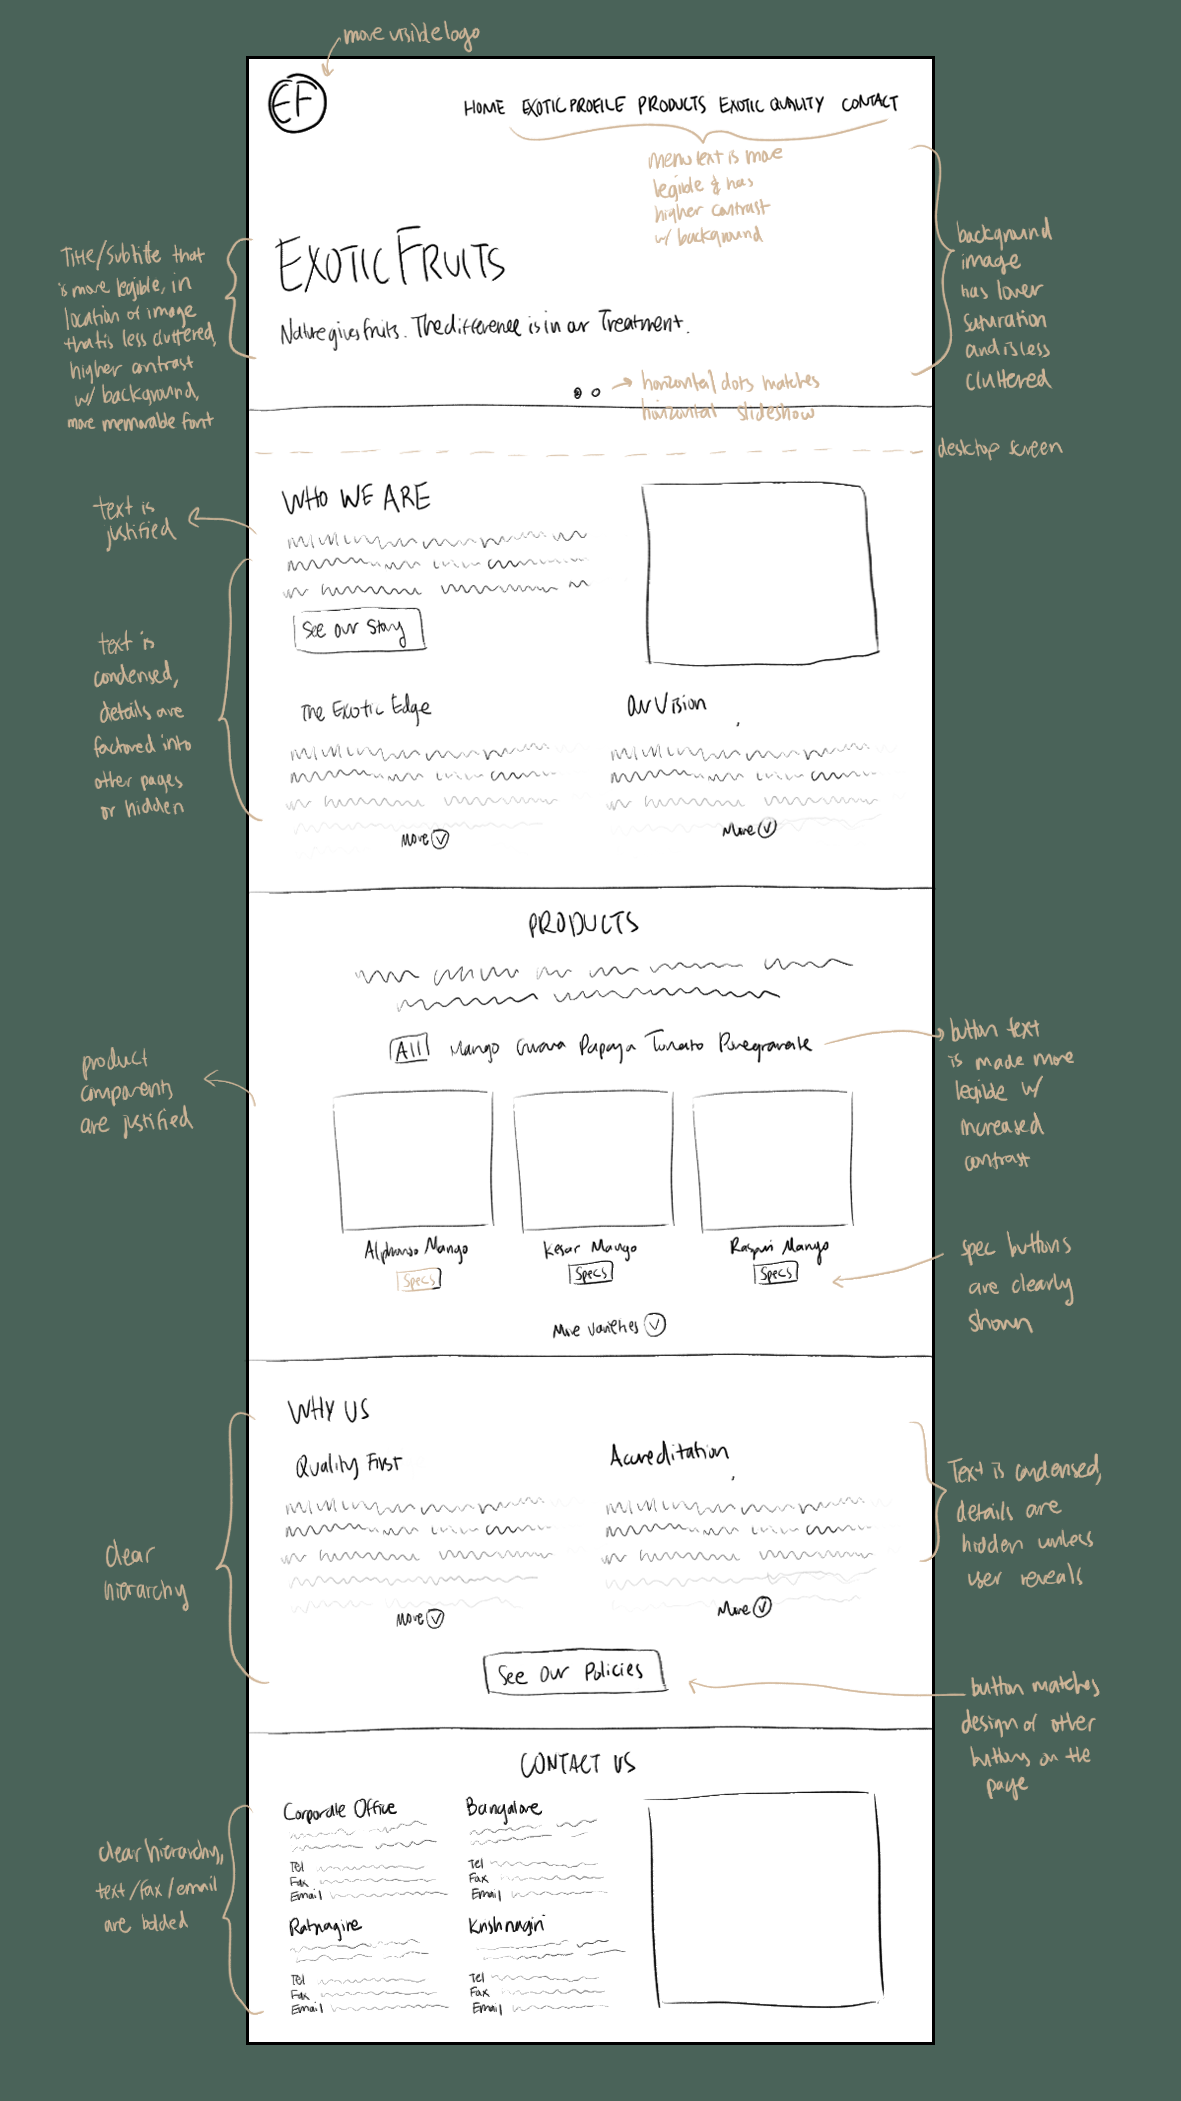 more visible logo
EF
HOME EXOTIC PROFILE PRODUCTS EXOTIC QUALITY CONTACT
menu text is more
legible & has
higher contrast
w/ background
Title/Subtitle that
is more legible, in
location of image
that is less cluttered,
higher contrast
w/ background,
more memorable font
EXOTIC FRUITS
Nature gives fruits. The difference is in our Treatment.
background
image
has lower
saturation
and is less
cluttered
horizontal dots matches
horizontal slideshow
desktop screen
text is
justified
WHO WE ARE
See our Story
text is
condensed,
details are
factored into
other pages
or hidden
The Exotic Edge
Our Vision
More
More
PRODUCTS
All Mango Guava Papaya Tomato Pomegranate
button text
is made more
legible w/
increased
contrast
product
components
are justified
Alphonso Mango
Kesar Mango
Raspuri Mango
Specs
Specs
Specs
spec buttons
are clearly
shown
More varieties
WHY US
Quality First
Accreditation
More
More
clear
hierarchy
Text is condensed,
details are
hidden unless
user reveals
See Our Policies
button matches
design of other
buttons on the
page
CONTACT US
Corporate Office
Tel
Fax
Email
Bangalore
Tel
Fax
Email
Ratnagire
Tel
Fax
Email
Krishnagiri
Tel
Fax
Email
clear hierarchy,
text/fax/email
are bolded